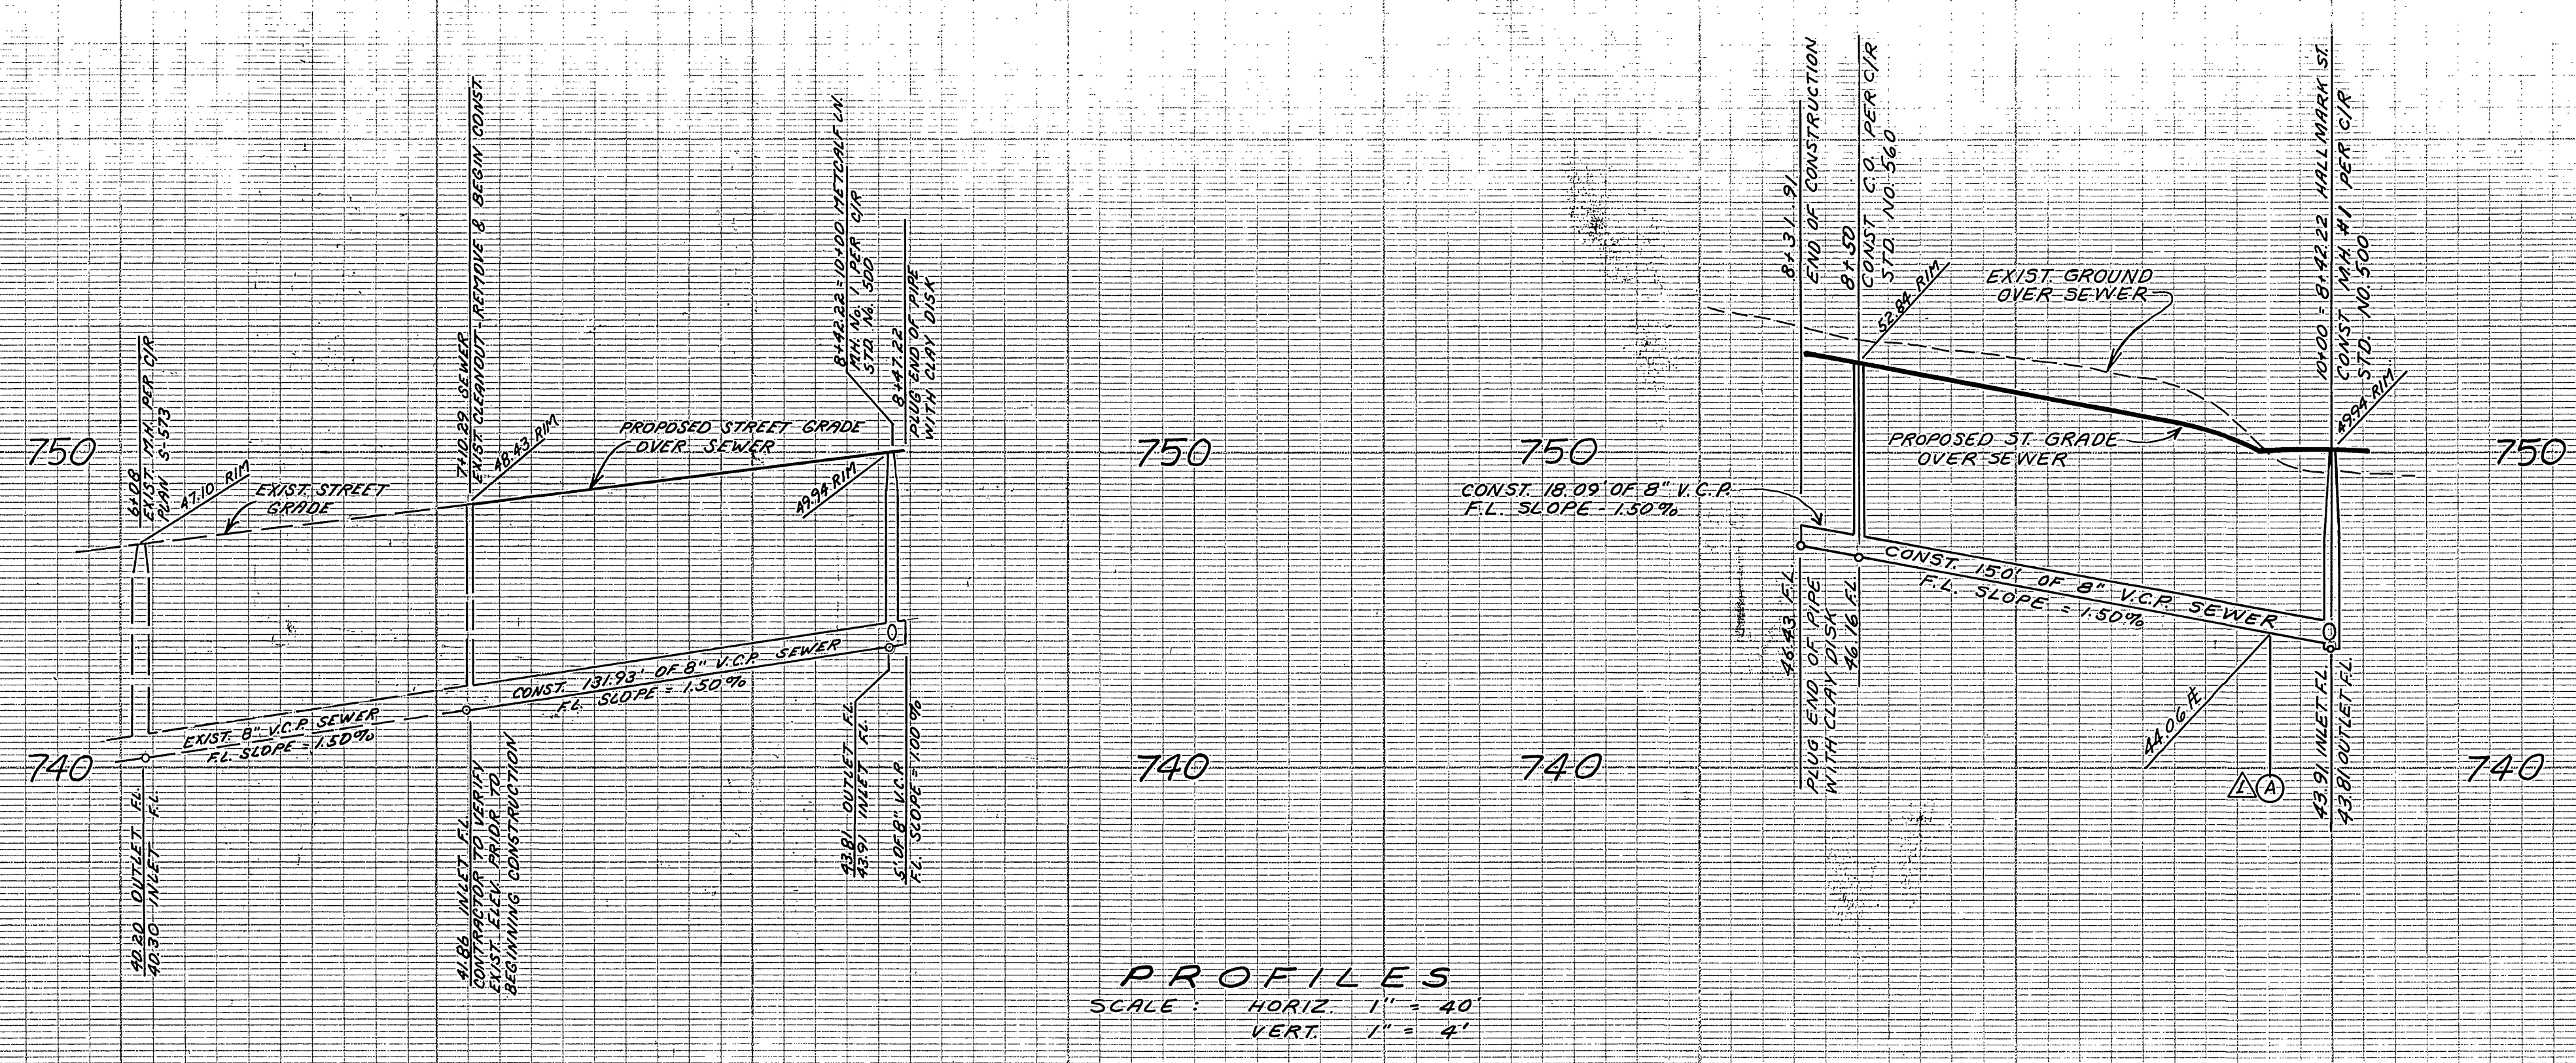 6+08
EXIST. M.H. PER C/R
PLAN S-573
47.10 RIM
EXIST. STREET
GRADE
7+10.29 SEWER
EXIST. CLEANOUT-REMOVE & BEGIN CONST.
48.43 RIM
PROPOSED STREET GRADE
OVER SEWER
8+42.22 = 10+00 METCALF LN.
M.H. No. 1 PER C/R
STD. No. 500
8+47.22
PLUG END OF PIPE
WITH CLAY DISK
49.94 RIM
750
740
EXIST. 8" V.C.P. SEWER
F.L. SLOPE = 1.50%
CONST. 131.93' OF 8" V.C.P. SEWER
F.L. SLOPE = 1.50%
40.20 OUTLET F.L.
40.30 INLET F.L.
41.86 INLET F.L.
CONTRACTOR TO VERIFY
EXIST. ELEV. PRIOR TO
BEGINNING CONSTRUCTION
43.81 OUTLET F.L.
43.91 INLET F.L.
5' OF 8" V.C.P.
F.L. SLOPE = 1.00%
750
740
750
740
8+31.91
END OF CONSTRUCTION
8+50
CONST C.O. PER C/R
STD. NO. 560
52.84 RIM
EXIST. GROUND
OVER SEWER
10+00 = 8+42.22 HALLMARK ST.
CONST M.H. #1 PER C/R
STD. NO. 500
49.94 RIM
PROPOSED ST. GRADE
OVER SEWER
CONST. 18.09' OF 8" V.C.P.
F.L. SLOPE - 1.50%
CONST. 150' OF 8" V.C.P. SEWER
F.L. SLOPE = 1.50%
46.43 F.L.
PLUG END OF PIPE
WITH CLAY DISK
46.16 F.L.
44.06
1
A
43.91 INLET F.L.
43.81 OUTLET F.L.
750
740
PROFILES
SCALE : HORIZ. 1" = 40'
VERT. 1" = 4'